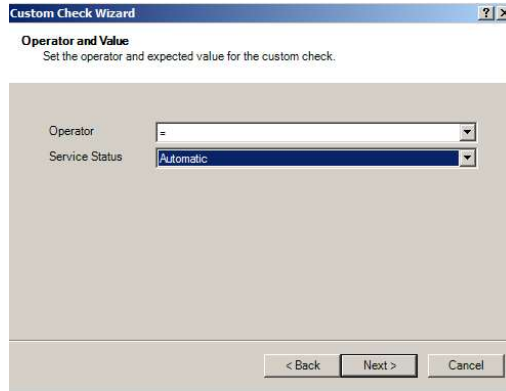 Custom Check Wizard
Operator and Value
Set the operator and expected value for the custom check.
Operator =
Service Status Automatic
< Back Next > Cancel